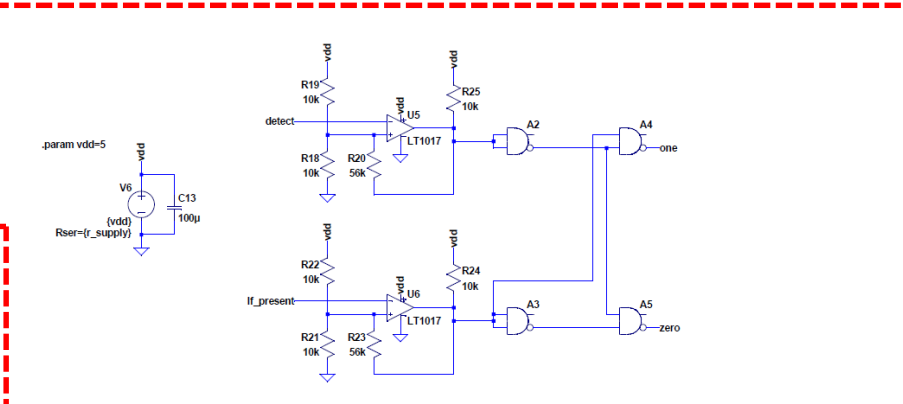 .param vdd=5
vdd
V6
{vdd}
Rser={r_supply}
C13
100µ
vdd
R19
10k
detect
vdd
U5
LT1017
R18
10k
R20
56k
vdd
R25
10k
A2
A4
one
vdd
R22
10k
lf_present
vdd
U6
LT1017
R21
10k
R23
56k
vdd
R24
10k
A3
A5
zero